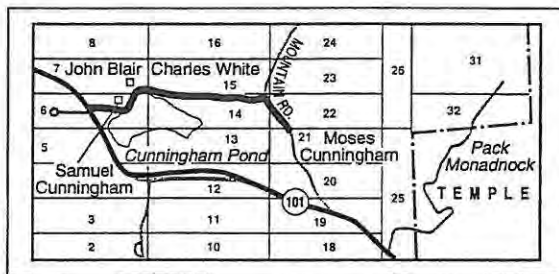 8 16 24
MOUNTAIN RD.
26 31
7 John Blair Charles White 23
15
6 14 22 32
5 13 21 Moses
Cunningham
Cunningham Pond
Samuel
Cunningham
Pack
Monadnock
12 20 25 TEMPLE
101
3 11 19
2 10 18